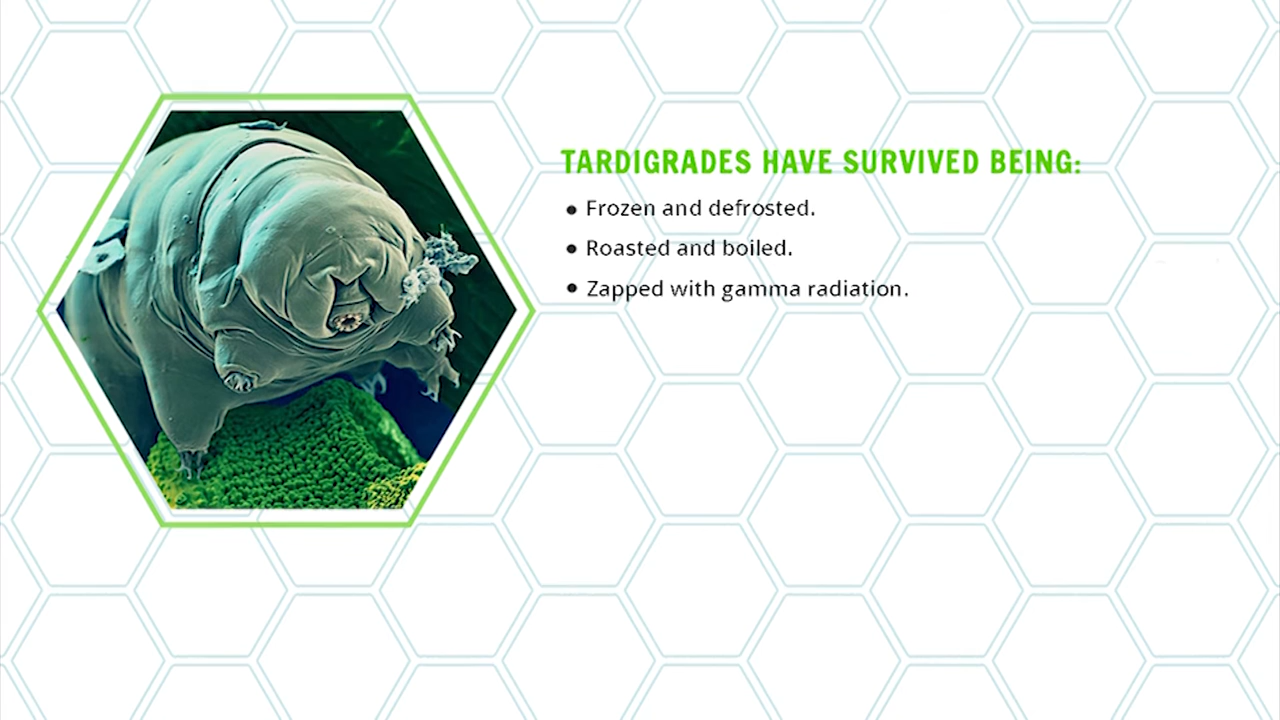 TARDIGRADES HAVE SURVIVED BEING:
• Frozen and defrosted.
• Roasted and boiled.
• Zapped with gamma radiation.